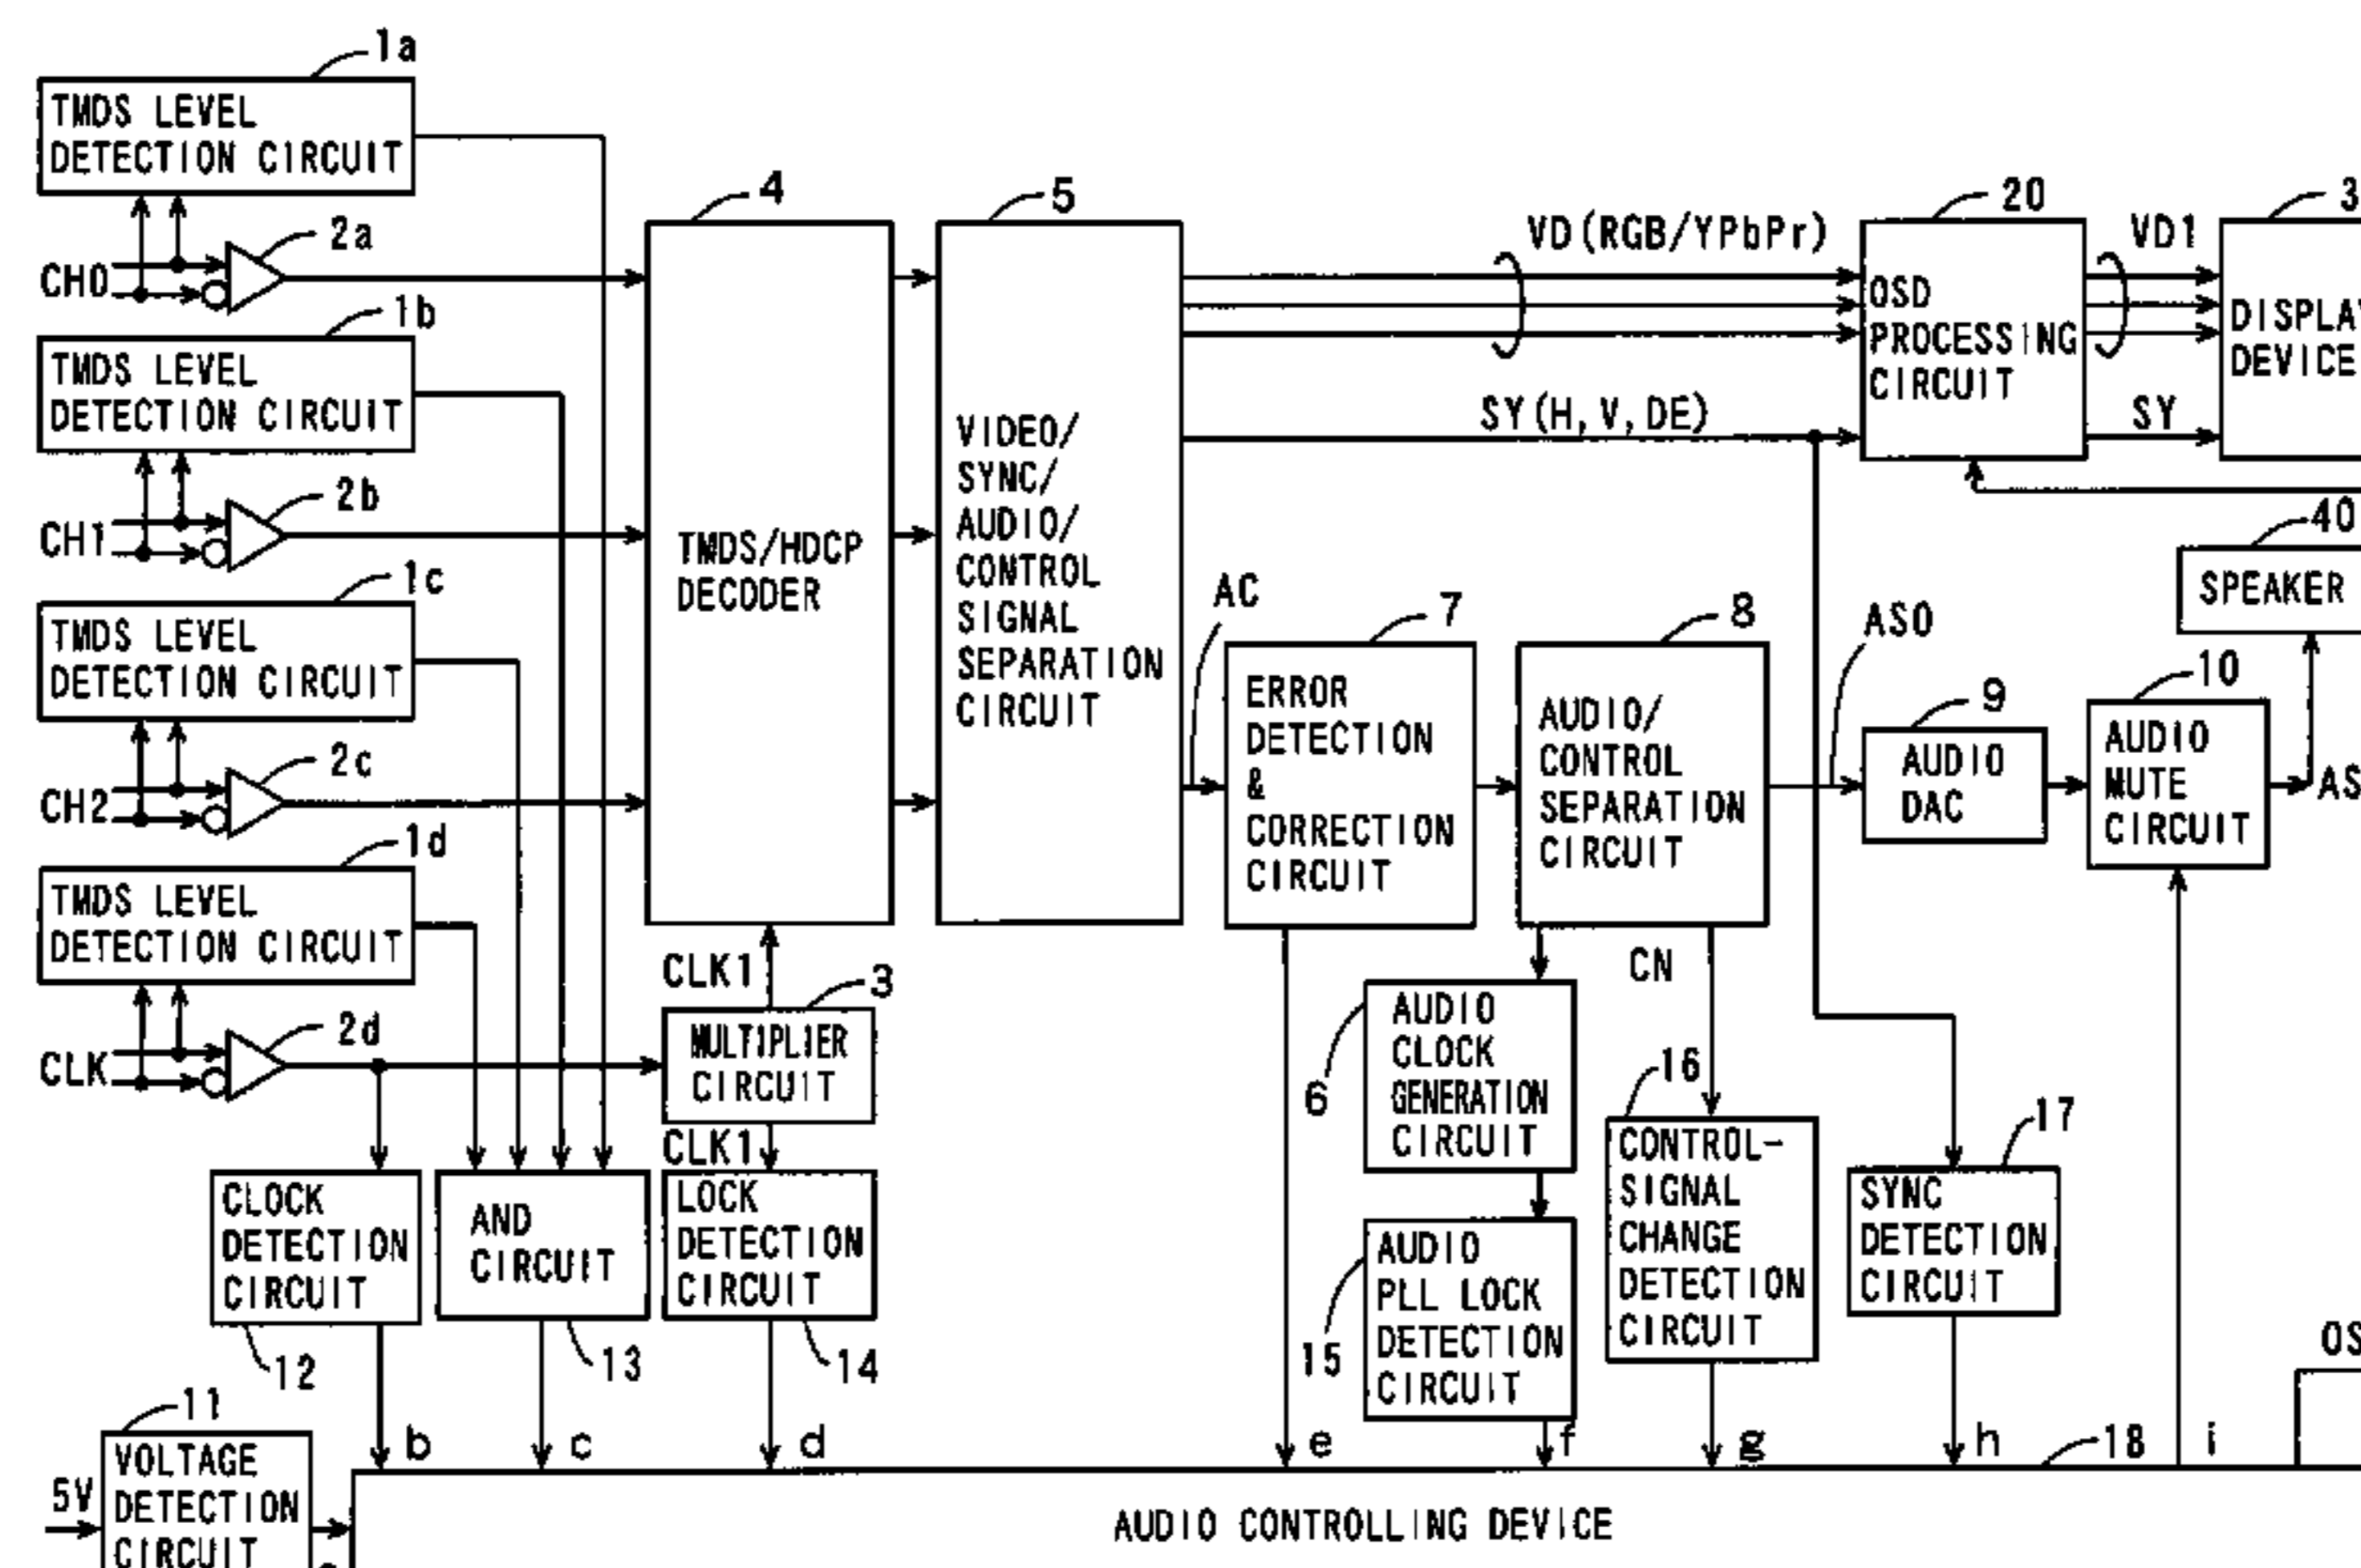 1a
TMDS LEVEL
DETECTION CIRCUIT
2a
CH0
1b
TMDS LEVEL
DETECTION CIRCUIT
2b
CH1
1c
TMDS LEVEL
DETECTION CIRCUIT
2c
CH2
1d
TMDS LEVEL
DETECTION CIRCUIT
2d
CLK
4
TMDS/HDCP
DECODER
5
VIDEO/
SYNC/
AUDIO/
CONTROL
SIGNAL
SEPARATION
CIRCUIT
VD(RGB/YPbPr)
SY(H,V,DE)
20
OSD
PROCESSING
CIRCUIT
VD1
SY
3
DISPLAY
DEVICE
40
SPEAKER
AC
7
ERROR
DETECTION
&
CORRECTION
CIRCUIT
8
AUDIO/
CONTROL
SEPARATION
CIRCUIT
AS0
9
AUDIO
DAC
10
AUDIO
MUTE
CIRCUIT
AS
CLK1
3
MULTIPLIER
CIRCUIT
CLK1
6
AUDIO
CLOCK
GENERATION
CIRCUIT
CN
16
CONTROL-
SIGNAL
CHANGE
DETECTION
CIRCUIT
17
SYNC
DETECTION
CIRCUIT
CLOCK
DETECTION
CIRCUIT
12
AND
CIRCUIT
13
LOCK
DETECTION
CIRCUIT
14
15
AUDIO
PLL LOCK
DETECTION
CIRCUIT
OS
11
VOLTAGE
DETECTION
CIRCUIT
5V
b
c
d
e
f
g
h
18
i
AUDIO CONTROLLING DEVICE